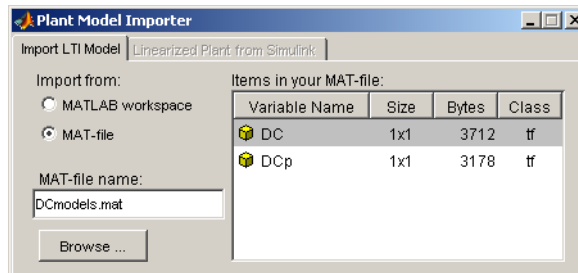 Plant Model Importer
Import LTI Model Linearized Plant from Simulink
Import from:
MATLAB workspace
MAT-file
MAT-file name:
DCmodels.mat
Browse ...
Items in your MAT-file:
Variable Name Size Bytes Class
DC 1x1 3712 tf
DCp 1x1 3178 tf